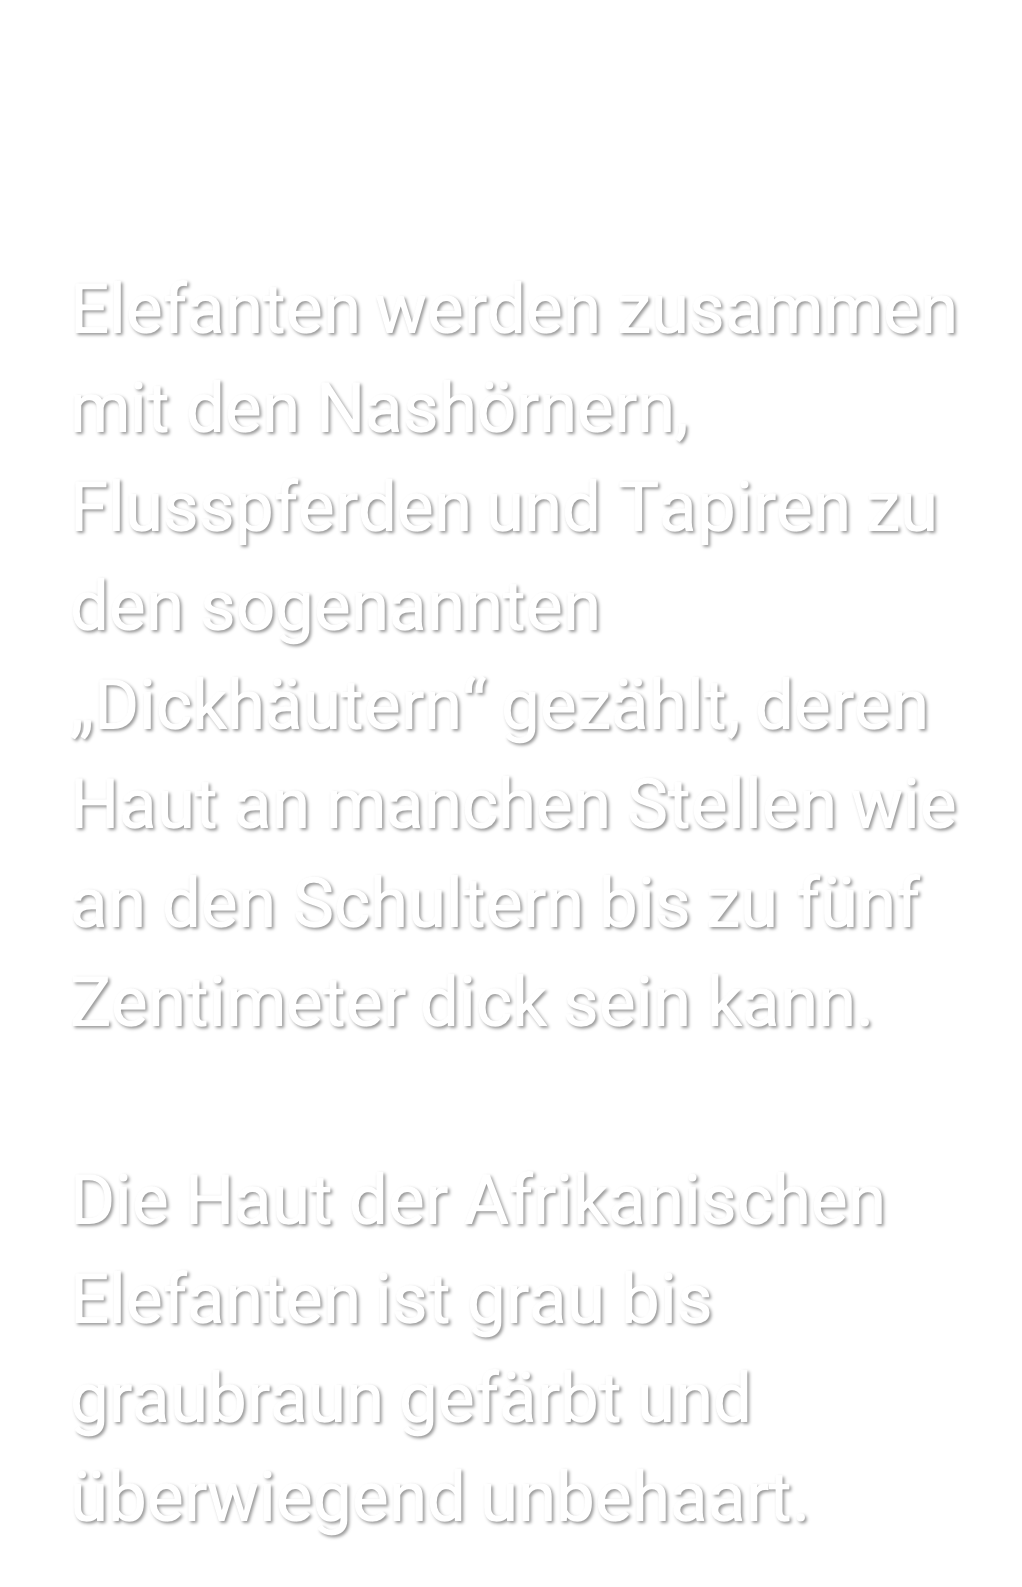 Elefanten werden zusammen
mit den Nashörnern,
Flusspferden und Tapiren zu
den sogenannten
„Dickhäutern“ gezählt, deren
Haut an manchen Stellen wie
an den Schultern bis zu fünf
Zentimeter dick sein kann.
Die Haut der Afrikanischen
Elefanten ist grau bis
graubraun gefärbt und
überwiegend unbehaart.